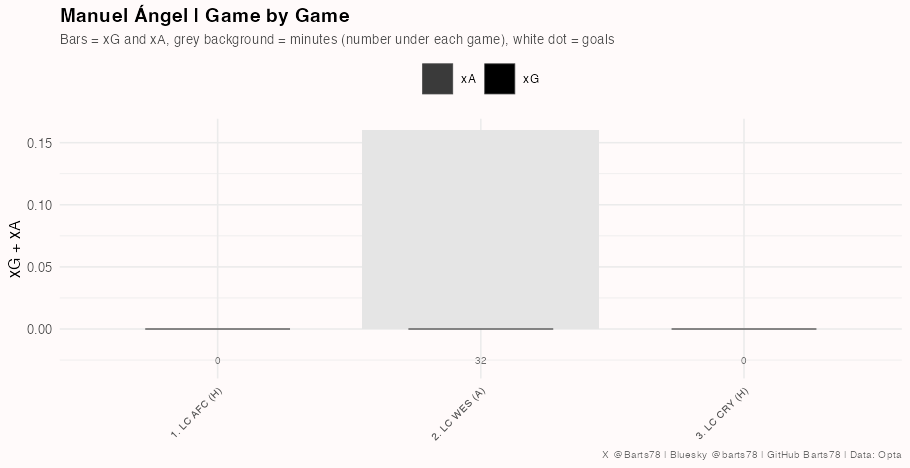 Manuel Ángel | Game by Game
Bars = xG and xA, grey background = minutes (number under each game), white dot = goals
xA xG
xG + xA
0.15
0.10
0.05
0.00
0 32 0
1. LC AFC (H) 2. LC WES (A) 3. LC CRY (H)
X @Barts78 | Bluesky @barts78 | GitHub Barts78 | Data: Opta